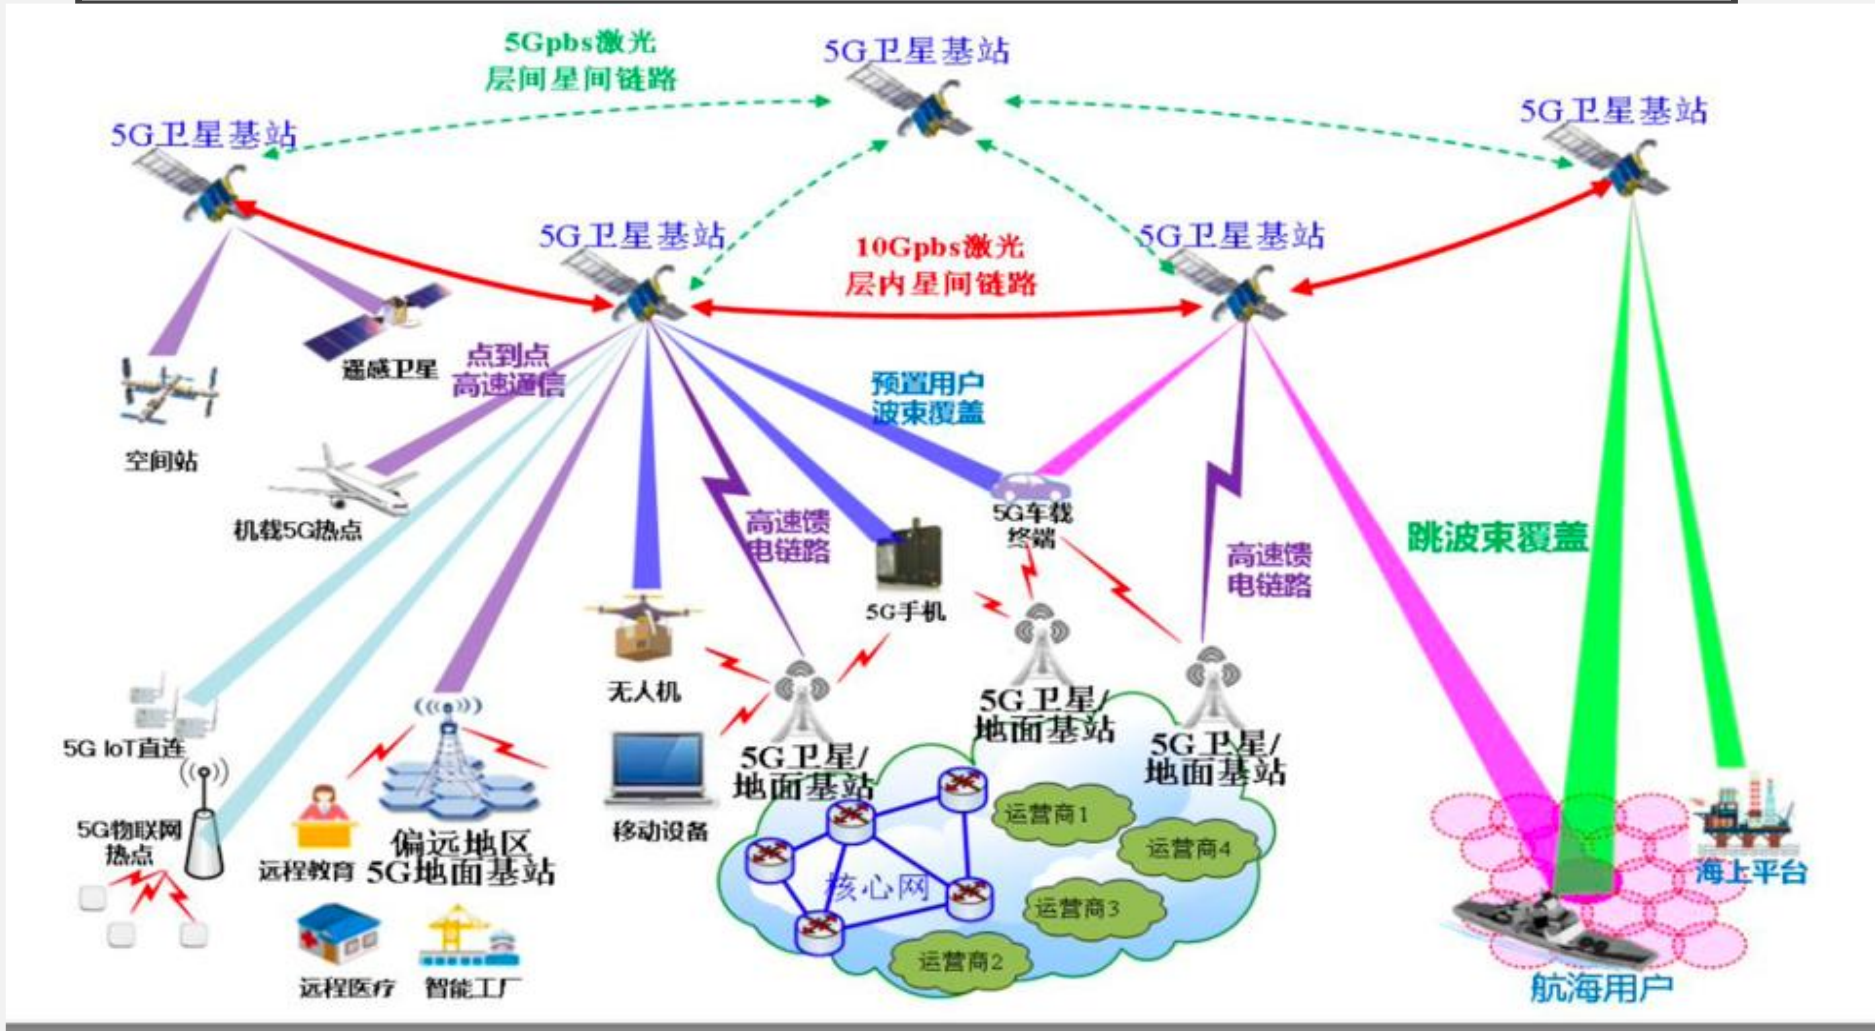 5Gpbs激光
层间星间链路
5G卫星基站
5G卫星基站
5G卫星基站
5G卫星基站
10Gpbs激光
层内星间链路
5G卫星基站
遥感卫星
点到点
高速通信
预置用户
波束覆盖
空间站
机载5G热点
高速馈
电链路
5G车载
终端
跳波束覆盖
高速馈
电链路
5G手机
无人机
5G IoT直连
5G卫星/
地面基站
5G卫星/
地面基站
5G卫星/
地面基站
5G物联网
热点
远程教育
偏远地区
5G地面基站
移动设备
运营商1
运营商4
核心网
运营商3
运营商2
海上平台
远程医疗
智能工厂
航海用户